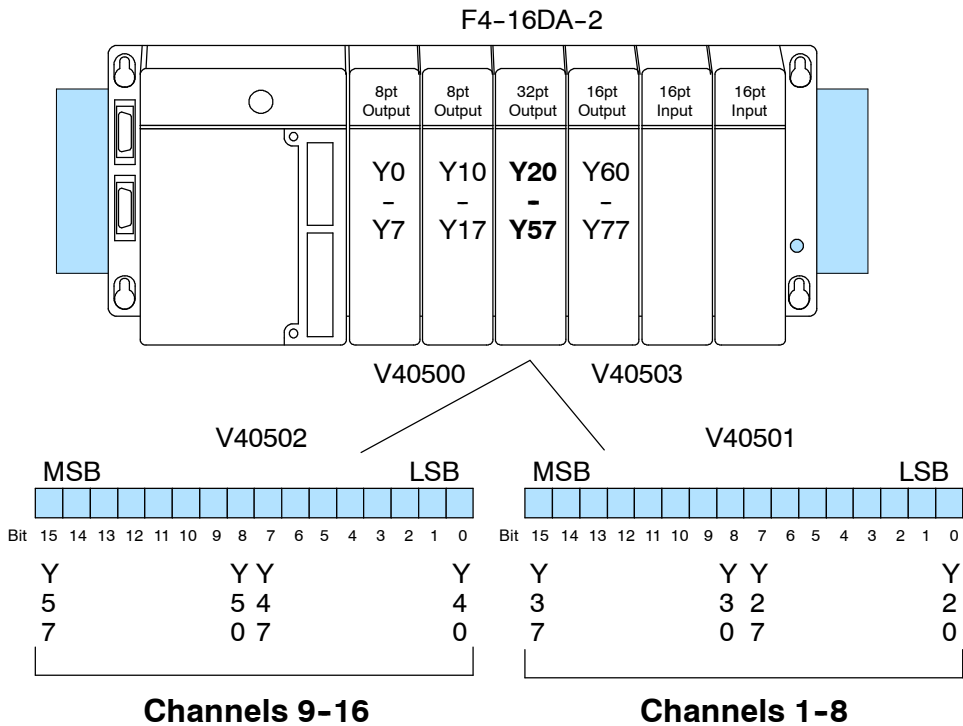 F4-16DA-2
8pt Output 8pt Output 32pt Output 16pt Output 16pt Input 16pt Input
Y0 - Y7 Y10 - Y17 Y20 - Y57 Y60 - Y77
V40500 V40503
V40502 V40501
MSB LSB MSB LSB
Bit 15 14 13 12 11 10 9 8 7 6 5 4 3 2 1 0 Bit 15 14 13 12 11 10 9 8 7 6 5 4 3 2 1 0
Y Y Y Y Y Y Y Y
5 5 4 4 3 3 2 2
7 0 7 0 7 0 7 0
Channels 9-16 Channels 1-8